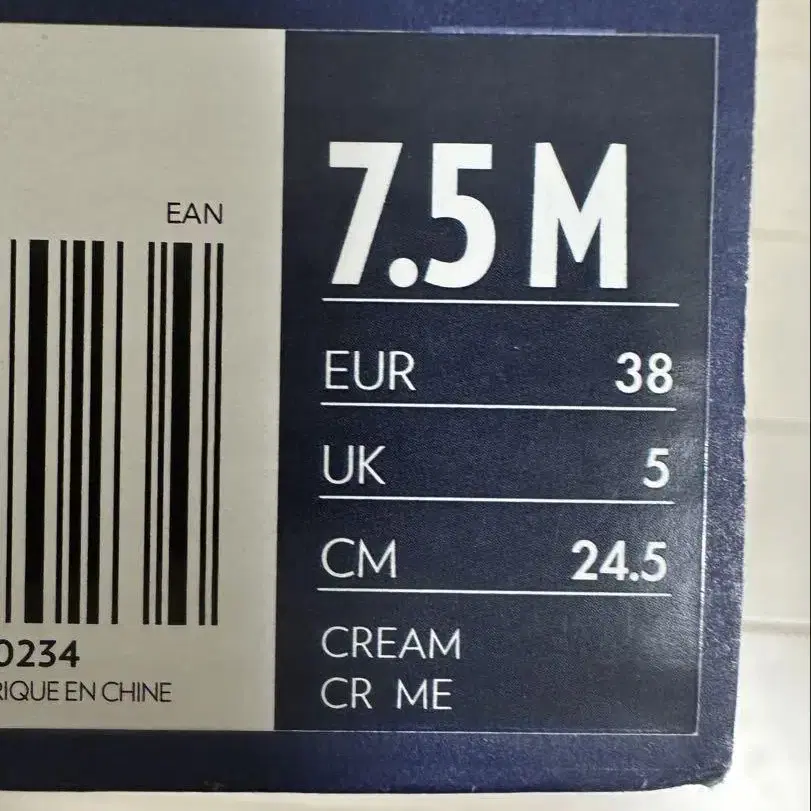 EAN
0234
RIQUE EN CHINE
7.5 M
EUR 38
UK 5
CM 24.5
CREAM
CR ME